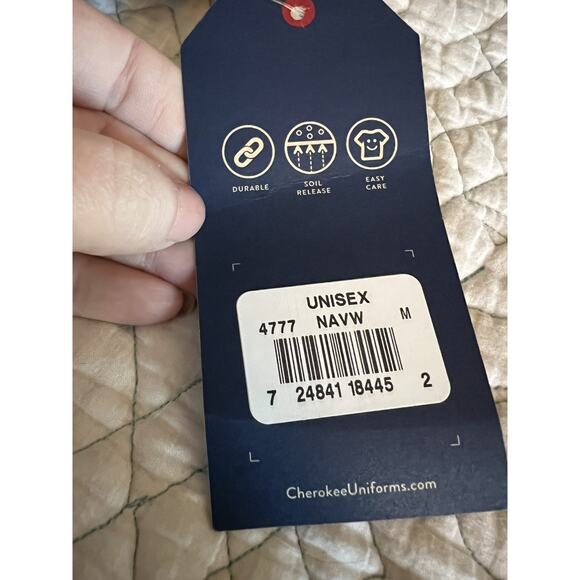 DURABLE
SOIL
RELEASE
EASY
CARE
UNISEX
4777 NAVW M
7 24841 18445 2
CherokeeUniforms.com